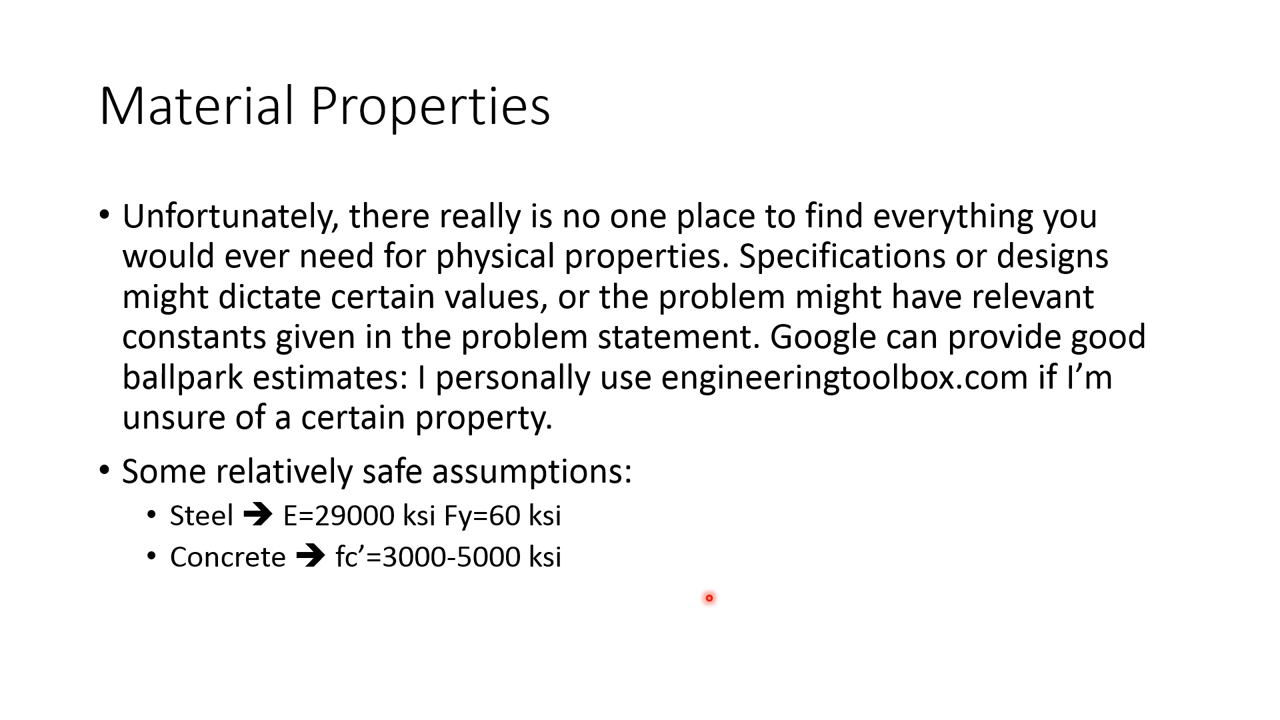 Material Properties
• Unfortunately, there really is no one place to find everything you
would ever need for physical properties. Specifications or designs
might dictate certain values, or the problem might have relevant
constants given in the problem statement. Google can provide good
ballpark estimates: I personally use engineeringtoolbox.com if I’m
unsure of a certain property.
• Some relatively safe assumptions:
• Steel ➔ E=29000 ksi Fy=60 ksi
• Concrete ➔ fc’=3000-5000 ksi